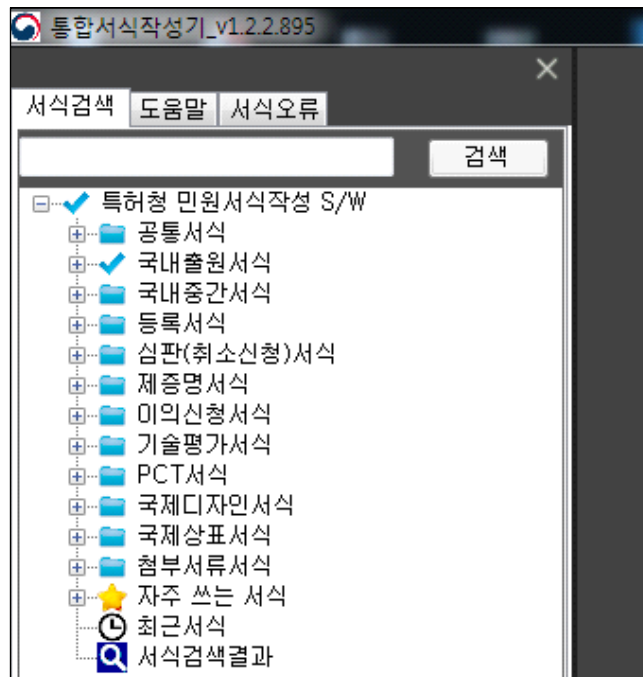 통합서식작성기_v1.2.2.895
서식검색 도움말 서식오류
검색
특허청 민원서식작성 S/W
공통서식
국내출원서식
국내중간서식
등록서식
심판(취소신청)서식
제증명서식
이의신청서식
기술평가서식
PCT서식
국제디자인서식
국제상표서식
첨부서류서식
자주 쓰는 서식
최근서식
서식검색결과